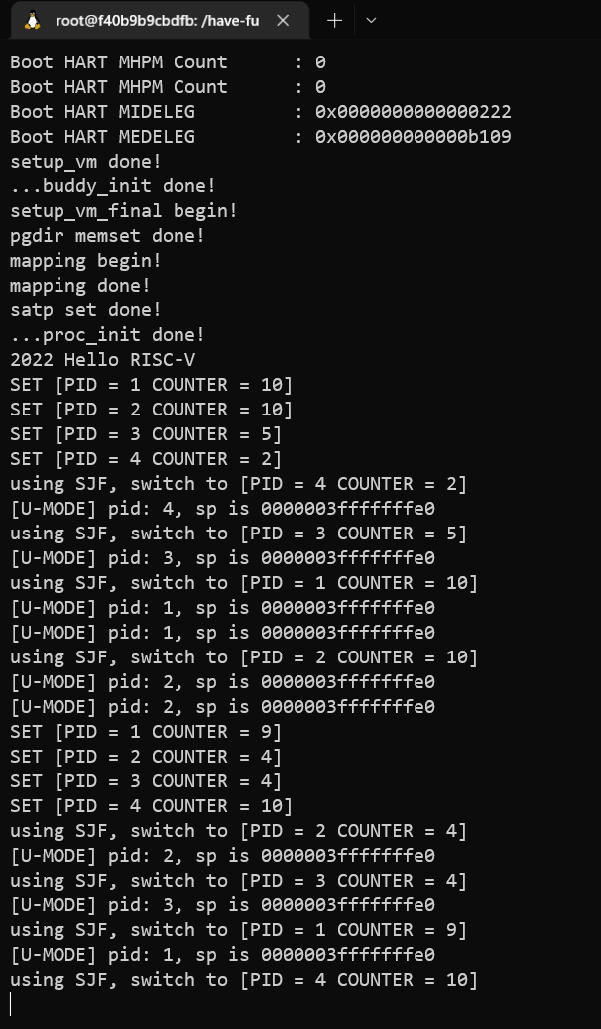 root@f40b9b9cbdfb: /have-fu
Boot HART MHPM Count      : 0
Boot HART MHPM Count      : 0
Boot HART MIDELEG         : 0x0000000000000222
Boot HART MEDELEG         : 0x000000000000b109
setup_vm done!
...buddy_init done!
setup_vm_final begin!
pgdir memset done!
mapping begin!
mapping done!
satp set done!
...proc_init done!
2022 Hello RISC-V
SET [PID = 1 COUNTER = 10]
SET [PID = 2 COUNTER = 10]
SET [PID = 3 COUNTER = 5]
SET [PID = 4 COUNTER = 2]
using SJF, switch to [PID = 4 COUNTER = 2]
[U-MODE] pid: 4, sp is 0000003fffffffe0
using SJF, switch to [PID = 3 COUNTER = 5]
[U-MODE] pid: 3, sp is 0000003fffffffe0
using SJF, switch to [PID = 1 COUNTER = 10]
[U-MODE] pid: 1, sp is 0000003fffffffe0
[U-MODE] pid: 1, sp is 0000003fffffffe0
using SJF, switch to [PID = 2 COUNTER = 10]
[U-MODE] pid: 2, sp is 0000003fffffffe0
[U-MODE] pid: 2, sp is 0000003fffffffe0
SET [PID = 1 COUNTER = 9]
SET [PID = 2 COUNTER = 4]
SET [PID = 3 COUNTER = 4]
SET [PID = 4 COUNTER = 10]
using SJF, switch to [PID = 2 COUNTER = 4]
[U-MODE] pid: 2, sp is 0000003fffffffe0
using SJF, switch to [PID = 3 COUNTER = 4]
[U-MODE] pid: 3, sp is 0000003fffffffe0
using SJF, switch to [PID = 1 COUNTER = 9]
[U-MODE] pid: 1, sp is 0000003fffffffe0
using SJF, switch to [PID = 4 COUNTER = 10]